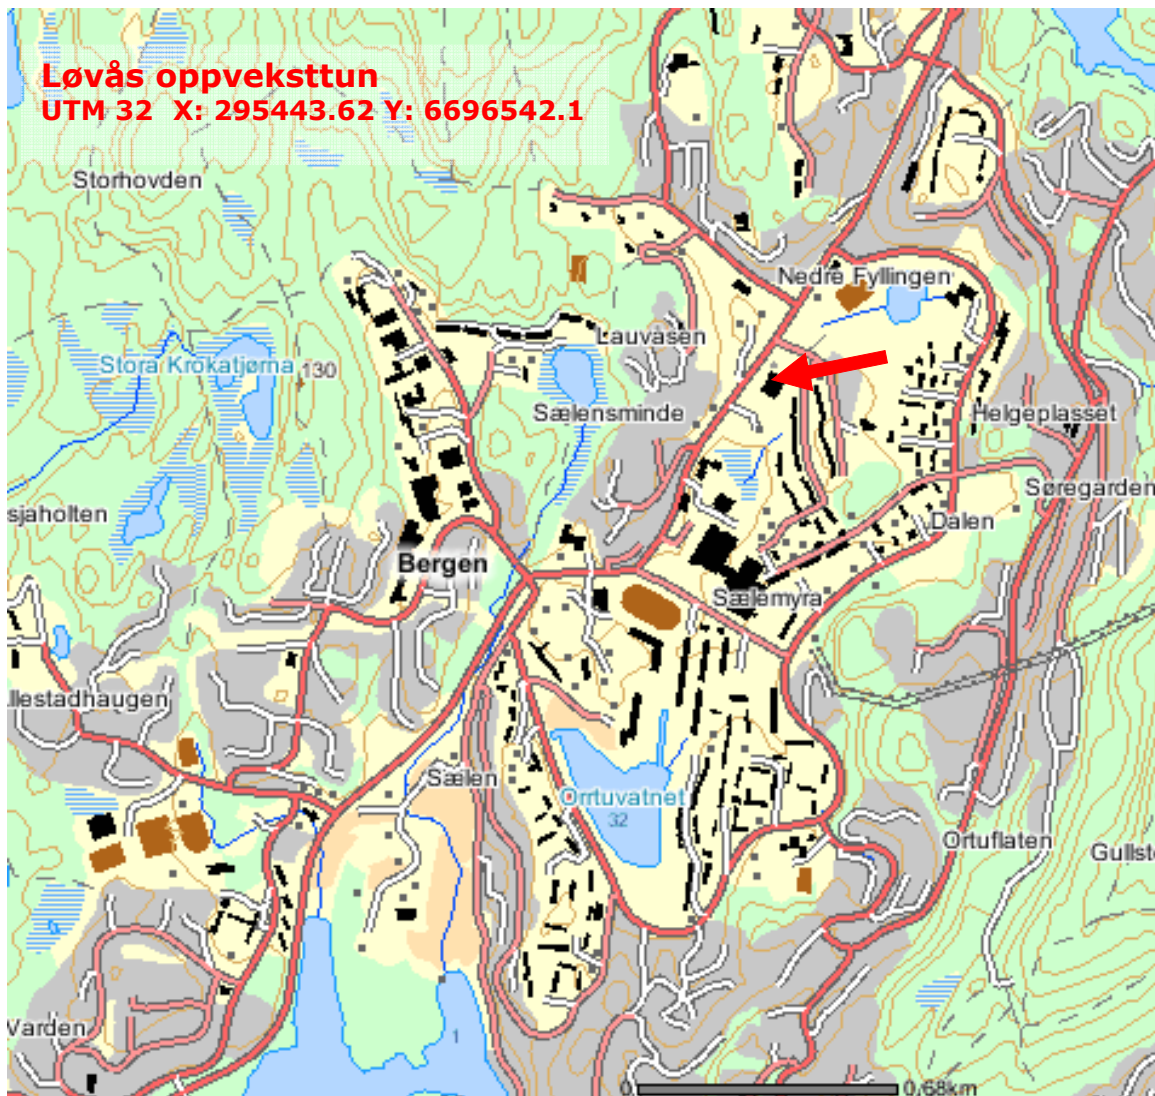 Løvås oppveksttun
UTM 32 X: 295443.62 Y: 6696542.1
Storhovden
Nedre Fyllingen
Lauvåsen
Stora Krokatjørna
130
Sælensminde
Helgeplasset
Søregarden
sjaholten
Dalen
Bergen
Sælemyra
llestadhaugen
Sælen
Orrtuvatnet
32
Ortuflaten
Gullst
Varden
1
0
0.68km